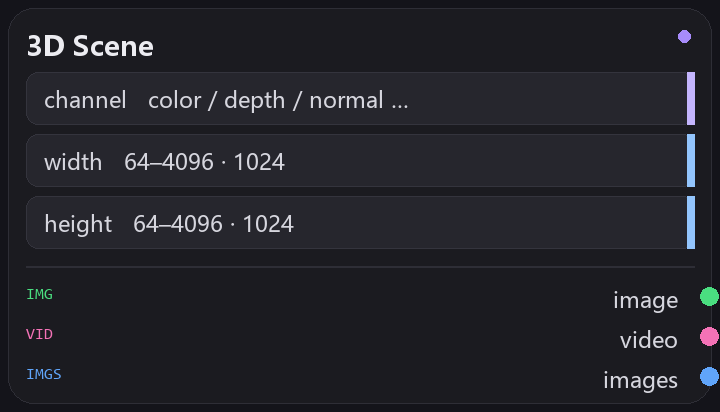 3D Scene
channel color / depth / normal ...
width 64–4096 · 1024
height 64–4096 · 1024
IMG image
VID video
IMGS images